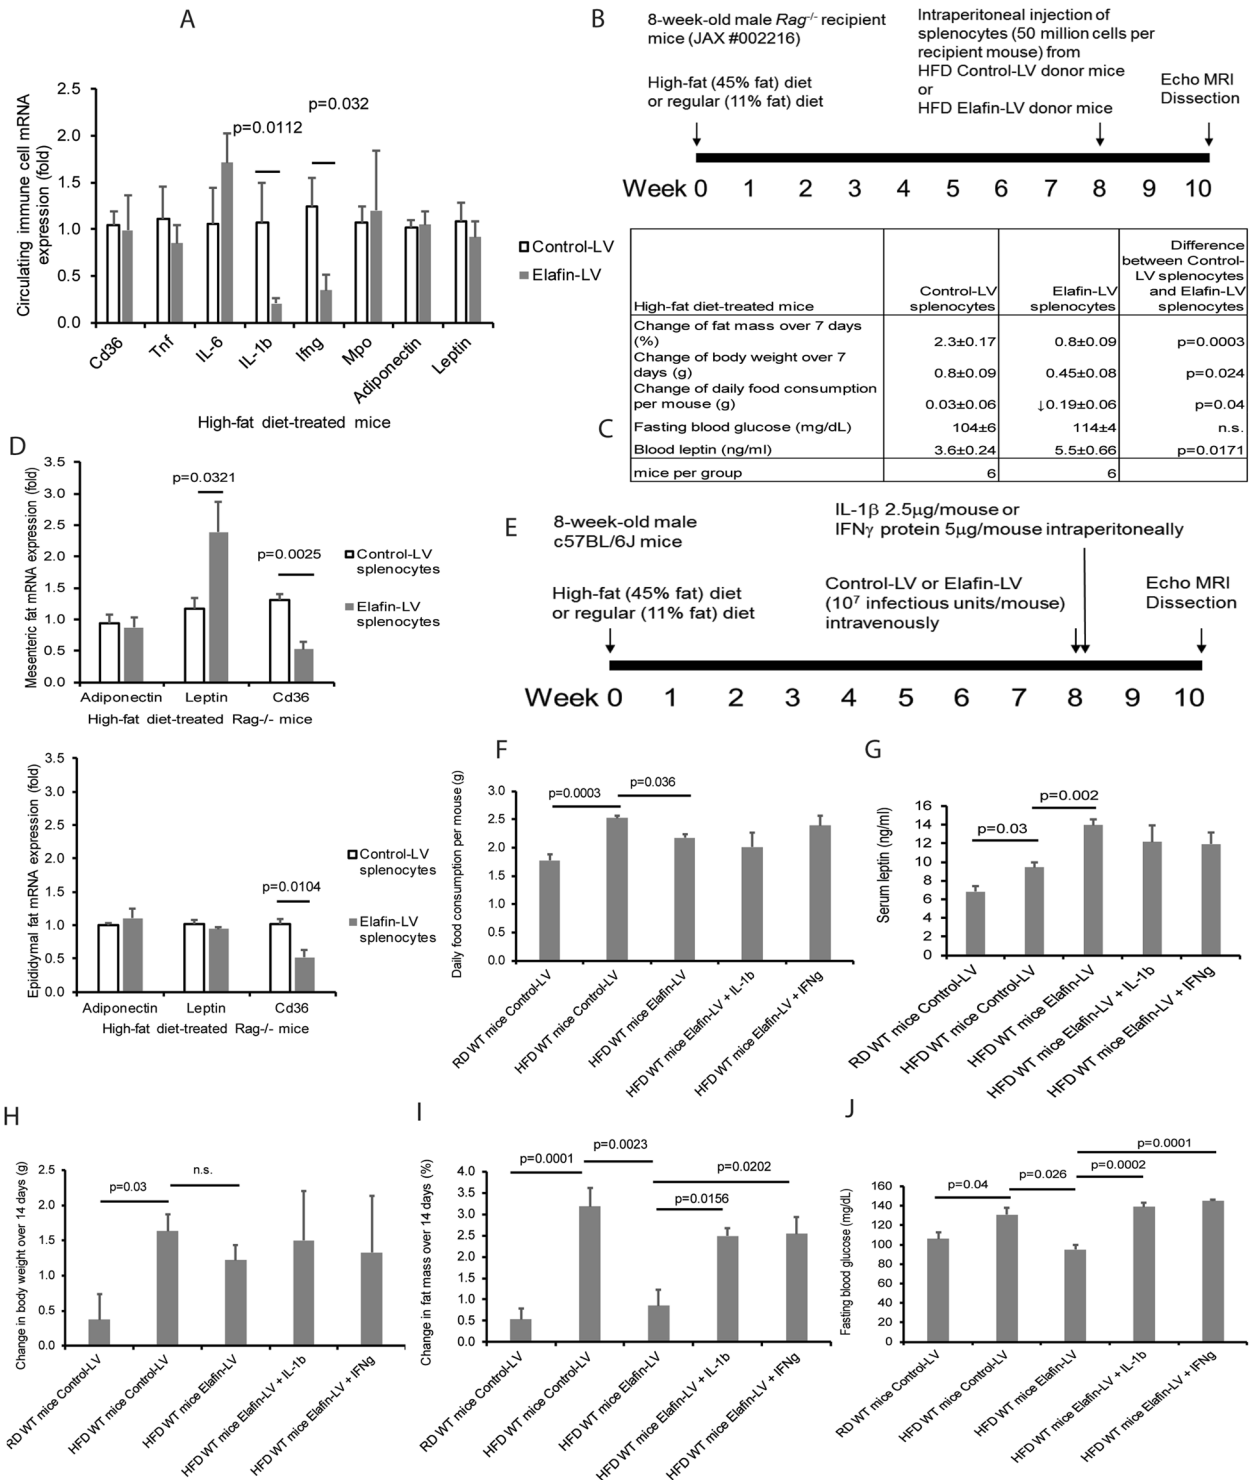 A
2.5
2.0
1.5
1.0
0.5
0.0
Circulating immune cell mRNA
expression (fold)
p=0.0112
p=0.032
Control-LV
Elafin-LV
Cd36
Tnf
IL-6
IL-1b
Ifng
Mpo
Adiponectin
Leptin
High-fat diet-treated mice
B
8-week-old male Rag-/- recipient
mice (JAX #002216)
High-fat (45% fat) diet
or regular (11% fat) diet
Intraperitoneal injection of
splenocytes (50 million cells per
recipient mouse) from
HFD Control-LV donor mice
or
HFD Elafin-LV donor mice
Echo MRI
Dissection
Week 0 1 2 3 4 5 6 7 8 9 10
C
High-fat diet-treated mice
Control-LV
splenocytes
Elafin-LV
splenocytes
Difference
between Control-
LV splenocytes
and Elafin-LV
splenocytes
Change of fat mass over 7 days
(%) 2.3±0.17 0.8±0.09 p=0.0003
Change of body weight over 7
days (g) 0.8±0.09 0.45±0.08 p=0.024
Change of daily food consumption
per mouse (g) 0.03±0.06 ↓0.19±0.06 p=0.04
Fasting blood glucose (mg/dL) 104±6 114±4 n.s.
Blood leptin (ng/ml) 3.6±0.24 5.5±0.66 p=0.0171
mice per group 6 6
D
Mesenteric fat mRNA expression (fold)
3.5
3.0
2.5
2.0
1.5
1.0
0.5
0.0
p=0.0321
p=0.0025
Control-LV
splenocytes
Elafin-LV
splenocytes
Adiponectin Leptin Cd36
High-fat diet-treated Rag-/- mice
Epididymal fat mRNA expression (fold)
3.5
3.0
2.5
2.0
1.5
1.0
0.5
0.0
p=0.0104
Control-LV
splenocytes
Elafin-LV
splenocytes
Adiponectin Leptin Cd36
High-fat diet-treated Rag-/- mice
E
8-week-old male
c57BL/6J mice
High-fat (45% fat) diet
or regular (11% fat) diet
IL-1β 2.5µg/mouse or
IFNγ protein 5µg/mouse intraperitoneally
Control-LV or Elafin-LV
(10⁷ infectious units/mouse)
intravenously
Echo MRI
Dissection
Week 0 1 2 3 4 5 6 7 8 9 10
F
Daily food consumption per mouse (g)
3.0
2.5
2.0
1.5
1.0
0.5
0.0
p=0.0003
p=0.036
RD WT mice Control-LV
HFD WT mice Control-LV
HFD WT mice Elafin-LV
HFD WT mice Elafin-LV + IL-1b
HFD WT mice Elafin-LV + IFNg
G
Serum leptin (ng/ml)
16
14
12
10
8
6
4
2
0
p=0.03
p=0.002
RD WT mice Control-LV
HFD WT mice Control-LV
HFD WT mice Elafin-LV
HFD WT mice Elafin-LV + IL-1b
HFD WT mice Elafin-LV + IFNg
H
Change in body weight over 14 days (g)
2.5
2.0
1.5
1.0
0.5
0.0
p=0.03
n.s.
RD WT mice Control-LV
HFD WT mice Control-LV
HFD WT mice Elafin-LV
HFD WT mice Elafin-LV + IL-1b
HFD WT mice Elafin-LV + IFNg
I
Change in fat mass over 14 days (%)
4.0
3.5
3.0
2.5
2.0
1.5
1.0
0.5
0.0
p=0.0001
p=0.0023
p=0.0202
p=0.0156
RD WT mice Control-LV
HFD WT mice Control-LV
HFD WT mice Elafin-LV
HFD WT mice Elafin-LV + IL-1b
HFD WT mice Elafin-LV + IFNg
J
Fasting blood glucose (mg/dL)
160
140
120
100
80
60
40
20
0
p=0.04
p=0.026
p=0.0002
p=0.0001
RD WT mice Control-LV
HFD WT mice Control-LV
HFD WT mice Elafin-LV
HFD WT mice Elafin-LV + IL-1b
HFD WT mice Elafin-LV + IFNg